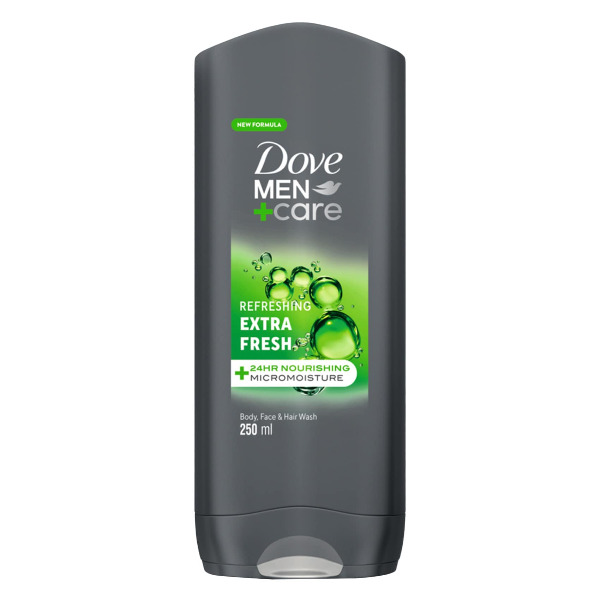 NEW FORMULA
Dove
MEN
+care
REFRESHING
EXTRA
FRESH
+ 24HR NOURISHING
MICROMOISTURE
Body, Face & Hair Wash
250 ml